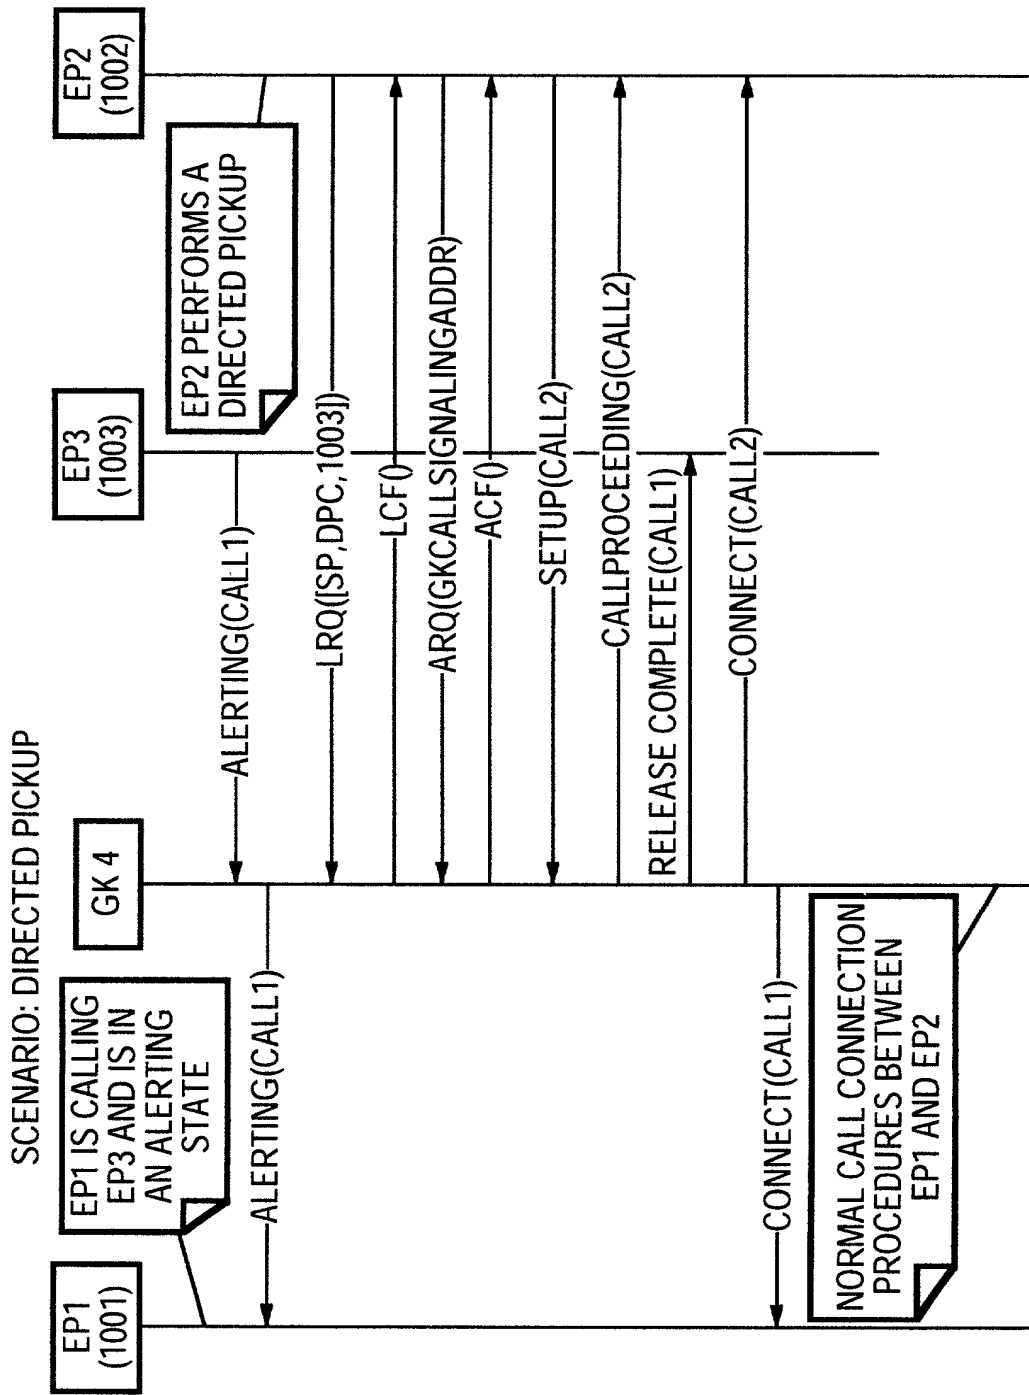 SCENARIO: DIRECTED PICKUP
EP1
(1001)
GK 4
EP3
(1003)
EP2
(1002)
EP1 IS CALLING
EP3 AND IS IN
AN ALERTING
STATE
EP2 PERFORMS A
DIRECTED PICKUP
ALERTING(CALL1)
ALERTING(CALL1)
LRQ([SP,DPC,1003])
LCF()
ARQ(GKCALLSIGNALINGADDR)
ACF()
SETUP(CALL2)
CALLPROCEEDING(CALL2)
RELEASE COMPLETE(CALL1)
CONNECT(CALL2)
CONNECT(CALL1)
NORMAL CALL CONNECTION
PROCEDURES BETWEEN
EP1 AND EP2